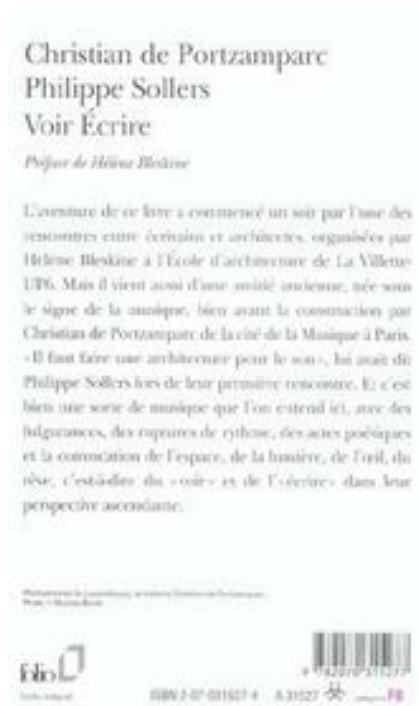 Christian de Portzamparc
Philippe Sollers
Voir Écrire
Préface de Hélène Bleskine
L'aventure de ce livre a commencé un soir par l'une des
rencontres entre écrivains et architectes, organisées par
Hélène Bleskine à l'École d'architecture de La Villette-
UP6. Mais il vient aussi d'une amitié ancienne, née sous
le signe de la musique, bien avant la construction par
Christian de Portzamparc de la cité de la Musique à Paris.
«Il faut faire une architecture pour le son», lui avait dit
Philippe Sollers lors de leur première rencontre. Et c'est
bien une sorte de musique que l'on entend ici, avec des
fulgurances, des ruptures de rythme, des actes poétiques
et la convocation de l'espace, de la lumière, de l'œil, du
rêve, c'est-à-dire du «voir» et de l'«écrire» dans leur
perspective ascendante.
folio
ISBN 2-07-031527-4 A 31527 F8